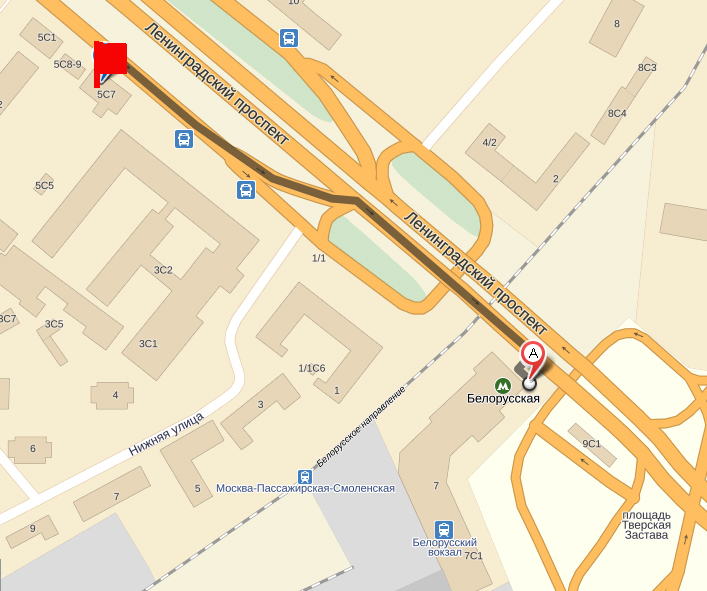 10
5С1
8
Ленинградский проспект
5С8-9
8С3
5С7
2
8С4
4/2
2
5С5
Ленинградский проспект
1/1
3С2
3С7
3С5
3С1
А
1/1С6
1
М
Белорусская
4
3
Белорусское направление
Нижняя улица
9С1
6
5
Москва-Пассажирская-Смоленская
7
7
площадь
Тверская
Застава
9
Белорусский
вокзал
7С1